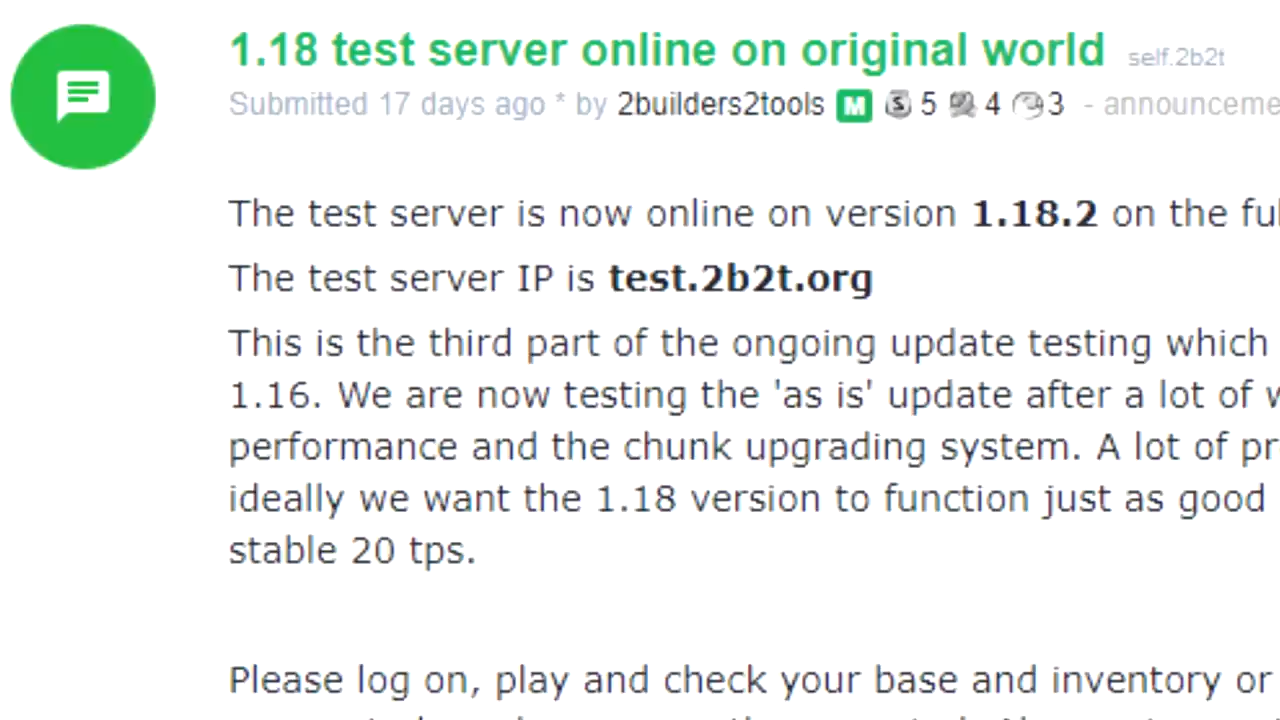 1.18 test server online on original world self.2b2t
Submitted 17 days ago * by 2builders2tools M S 5 4 3 - announceme
The test server is now online on version 1.18.2 on the ful
The test server IP is test.2b2t.org
This is the third part of the ongoing update testing which
1.16. We are now testing the 'as is' update after a lot of w
performance and the chunk upgrading system. A lot of pr
ideally we want the 1.18 version to function just as good
stable 20 tps.
Please log on, play and check your base and inventory or